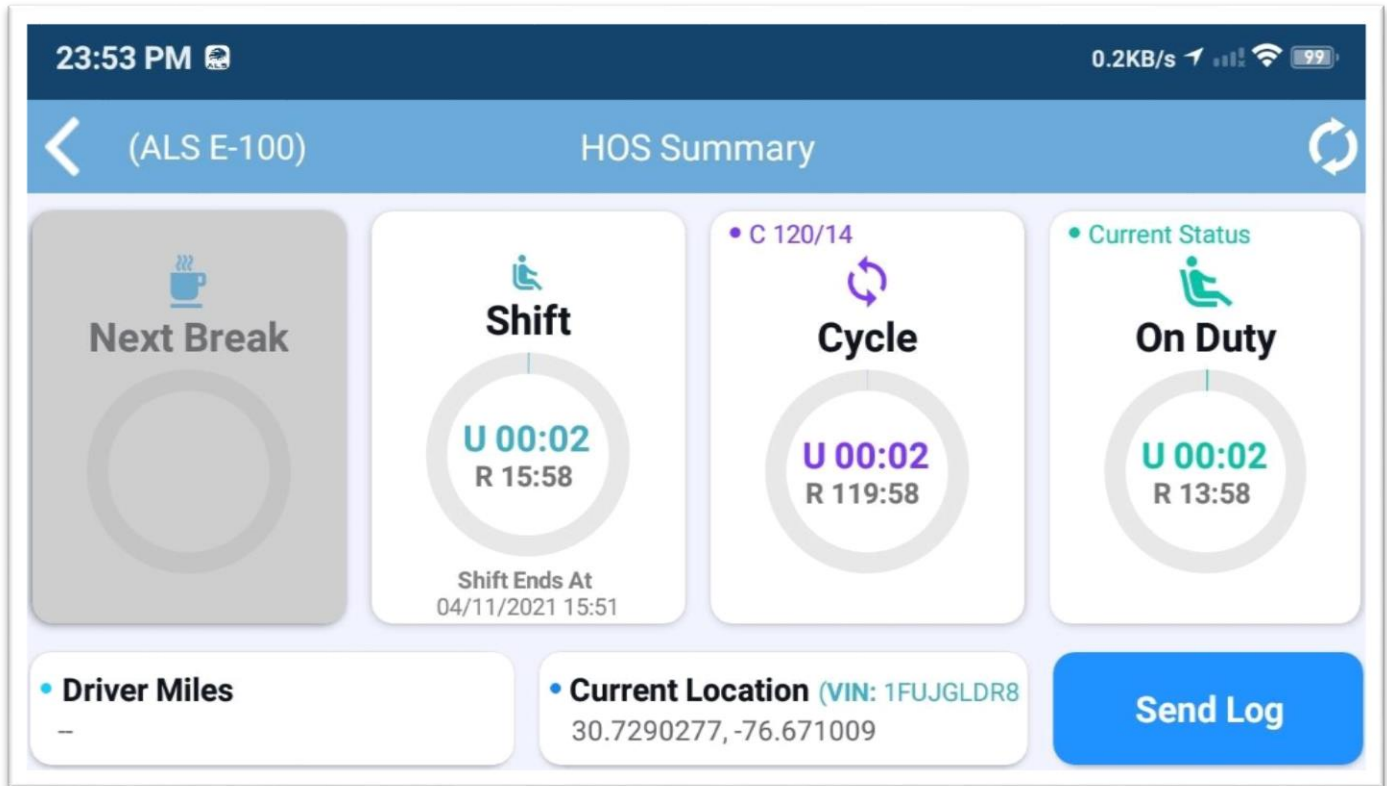 23:53 PM
0.2KB/s 99
(ALS E-100)
HOS Summary
Next Break
Shift
U 00:02
R 15:58
Shift Ends At
04/11/2021 15:51
• C 120/14
Cycle
U 00:02
R 119:58
• Current Status
On Duty
U 00:02
R 13:58
• Driver Miles
--
• Current Location (VIN: 1FUJGLDR8
30.7290277, -76.671009
Send Log